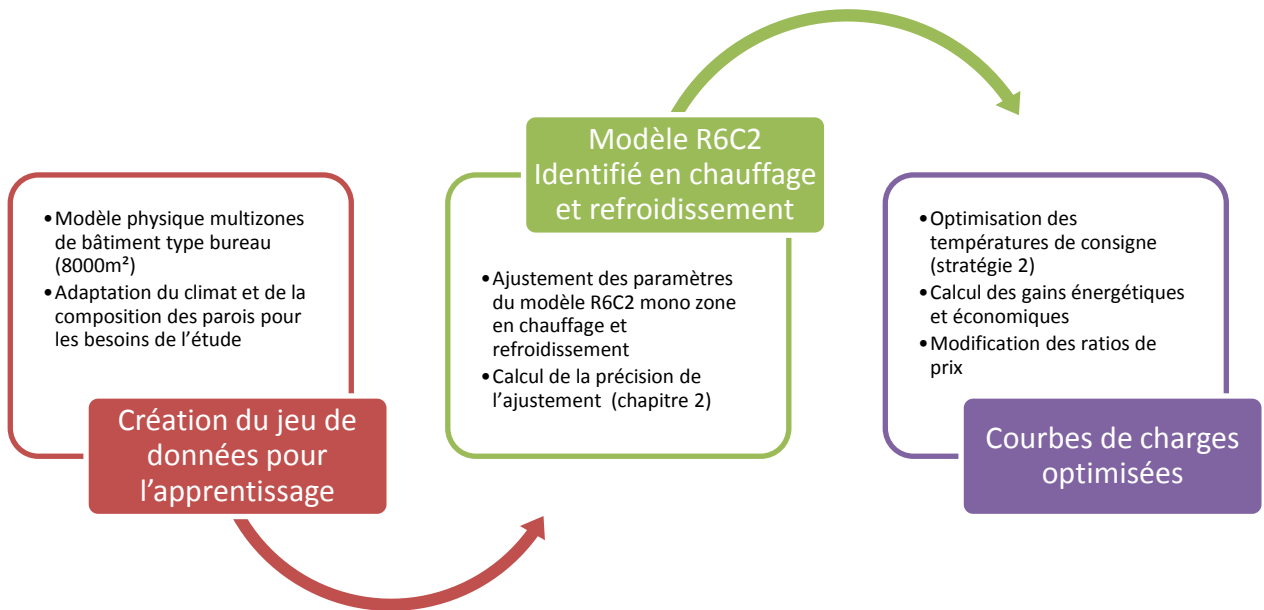 •Modèle physique multizones
de bâtiment type bureau
(8000m²)
•Adaptation du climat et de la
composition des parois pour
les besoins de l'étude
Création du jeu de
données pour
l'apprentissage
Modèle R6C2
Identifié en chauffage
et refroidissement
•Ajustement des paramètres
du modèle R6C2 mono zone
en chauffage et
refroidissement
•Calcul de la précision de
l'ajustement (chapitre 2)
•Optimisation des
températures de consigne
(stratégie 2)
•Calcul des gains énergétiques
et économiques
•Modification des ratios de
prix
Courbes de charges
optimisées